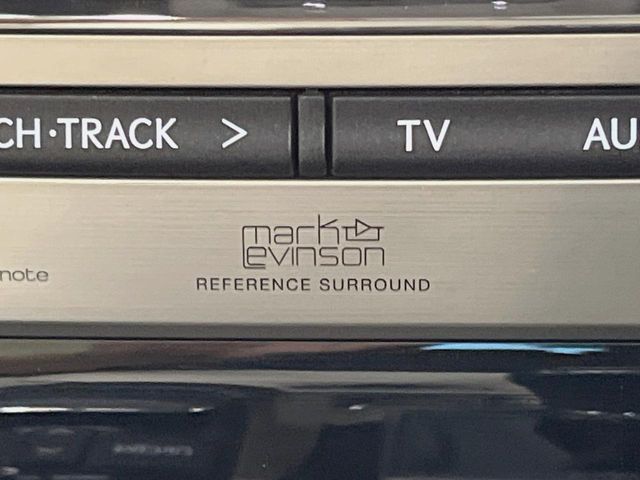 CH·TRACK > TV AU
mark
Levinson
note
REFERENCE SURROUND